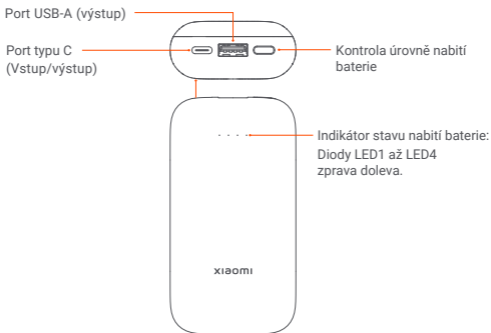 Port USB-A (výstup)
Port typu C
(Vstup/výstup)
Kontrola úrovně nabití
baterie
Indikátor stavu nabití baterie:
Diody LED1 až LED4
zprava doleva.
xiaomi